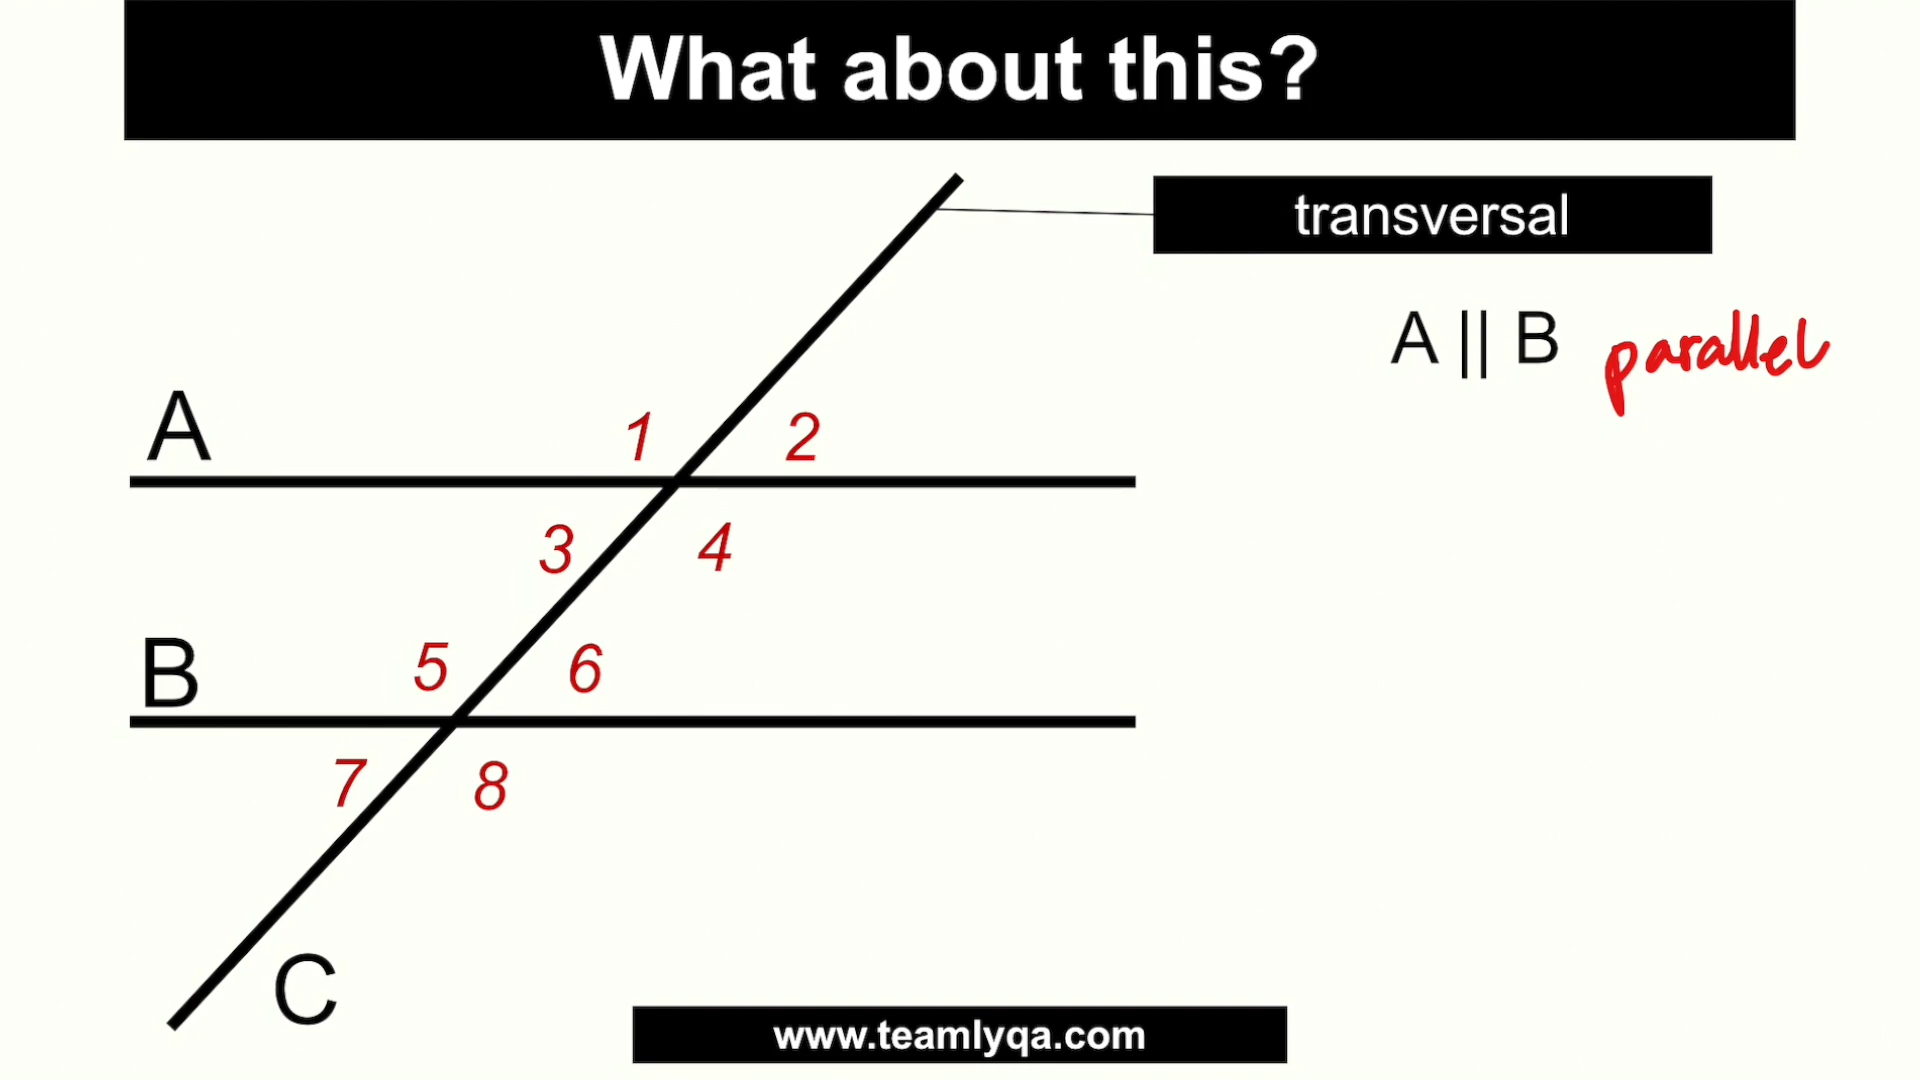 What about this?
transversal
A || B parallel
A
1 2
3 4
B
5 6
7 8
C
www.teamlyqa.com